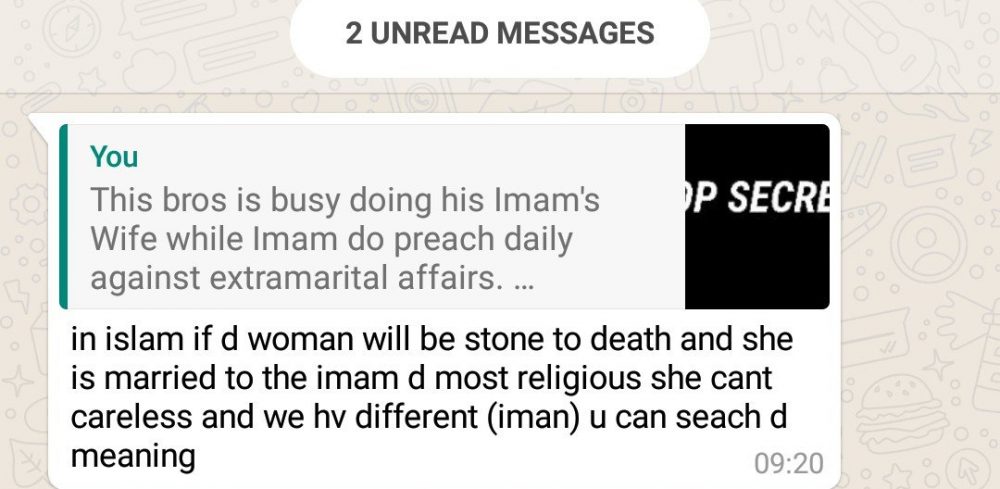 2 UNREAD MESSAGES
You
This bros is busy doing his Imam's
Wife while Imam do preach daily
against extramarital affairs. ...
OP SECRE
in islam if d woman will be stone to death and she
is married to the imam d most religious she cant
careless and we hv different (iman) u can seach d
meaning
09:20